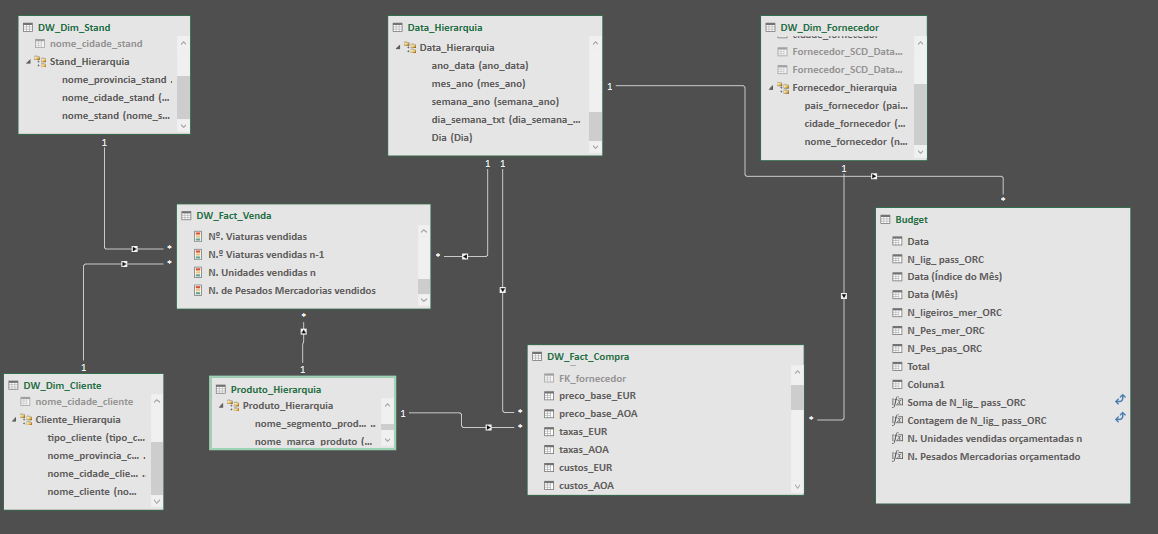 DW_Dim_Stand
nome_cidade_stand
Stand_Hierarquia
nome_provincia_stand .
nome_cidade_stand (...
nome_stand (nome_s...
1
Data_Hierarquia
Data_Hierarquia
ano_data (ano_data)
mes_ano (mes_ano)
semana_ano (semana_ano)
dia_semana_txt (dia_semana_...
Dia (Dia)
1
1
1
DW_Dim_Fornecedor
cidade_fornecedor
Fornecedor_SCD_Data...
Fornecedor_SCD_Data...
Fornecedor_hierarquia
pais_fornecedor (pai...
cidade_fornecedor (...
nome_fornecedor (n...
1
DW_Fact_Venda
Nº. Viaturas vendidas
N.º Viaturas vendidas n-1
N. Unidades vendidas n
N. de Pesados Mercadorias vendidos
*
*
*
*
Budget
Data
N_lig_ pass_ORC
Data (Índice do Mês)
Data (Mês)
N_ligeiros_mer_ORC
N_Pes_mer_ORC
N_Pes_pas_ORC
Total
Coluna1
Soma de N_lig_ pass_ORC
Contagem de N_lig_ pass_ORC
N. Unidades vendidas orçamentadas n
N. Pesados Mercadorias orçamentado
*
1
DW_Dim_Cliente
nome_cidade_cliente
Cliente_Hierarquia
tipo_cliente (tipo_c...
nome_provincia_c... .
nome_cidade_clie... .
nome_cliente (no...
1
Produto_Hierarquia
Produto_Hierarquia
nome_segmento_prod... ..
nome_marca_produto (...
1
DW_Fact_Compra
FK_fornecedor
preco_base_EUR
preco_base_AOA
taxas_EUR
taxas_AOA
custos_EUR
custos_AOA
*
*
*